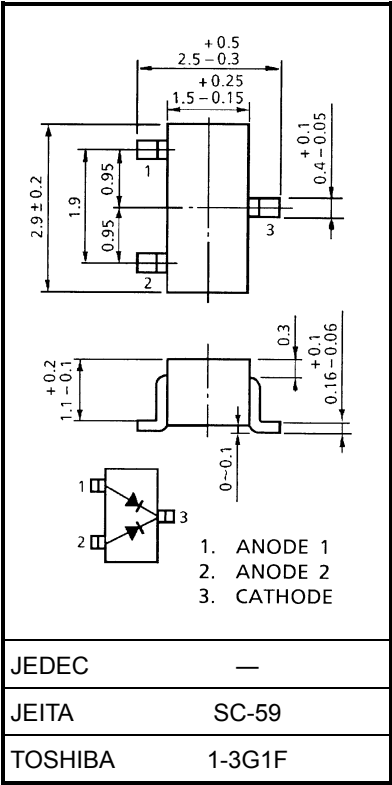 + 0.5
2.5 − 0.3
+ 0.25
1.5 − 0.15
+ 0.1
0.4 − 0.05
2.9 ± 0.2
1.9
0.95
0.95
1
2
3
+ 0.2
1.1 − 0.1
0.3
+ 0.1
0.16 − 0.06
0~0.1
1
2
3
1. ANODE 1
2. ANODE 2
3. CATHODE
JEDEC —
JEITA SC-59
TOSHIBA 1-3G1F